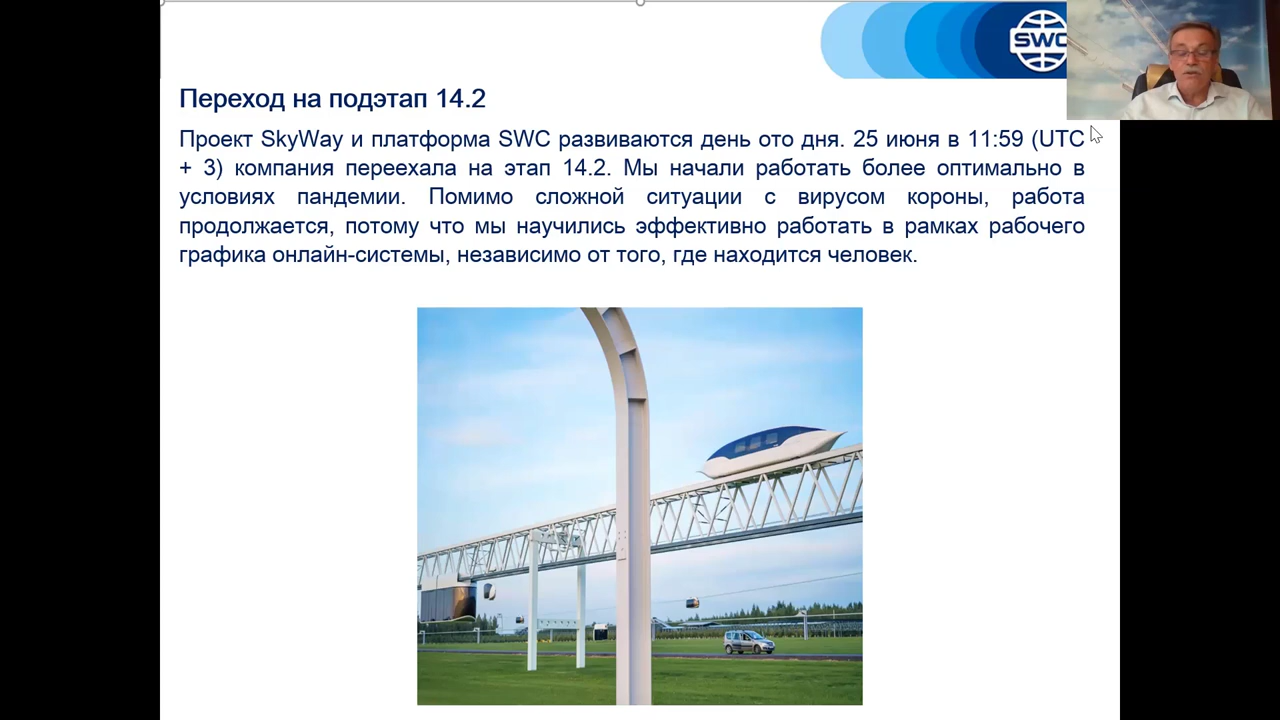 SWC
Переход на подэтап 14.2
Проект SkyWay и платформа SWC развиваются день ото дня. 25 июня в 11:59 (UTC
+ 3) компания переехала на этап 14.2. Мы начали работать более оптимально в
условиях пандемии. Помимо сложной ситуации с вирусом короны, работа
продолжается, потому что мы научились эффективно работать в рамках рабочего
графика онлайн-системы, независимо от того, где находится человек.